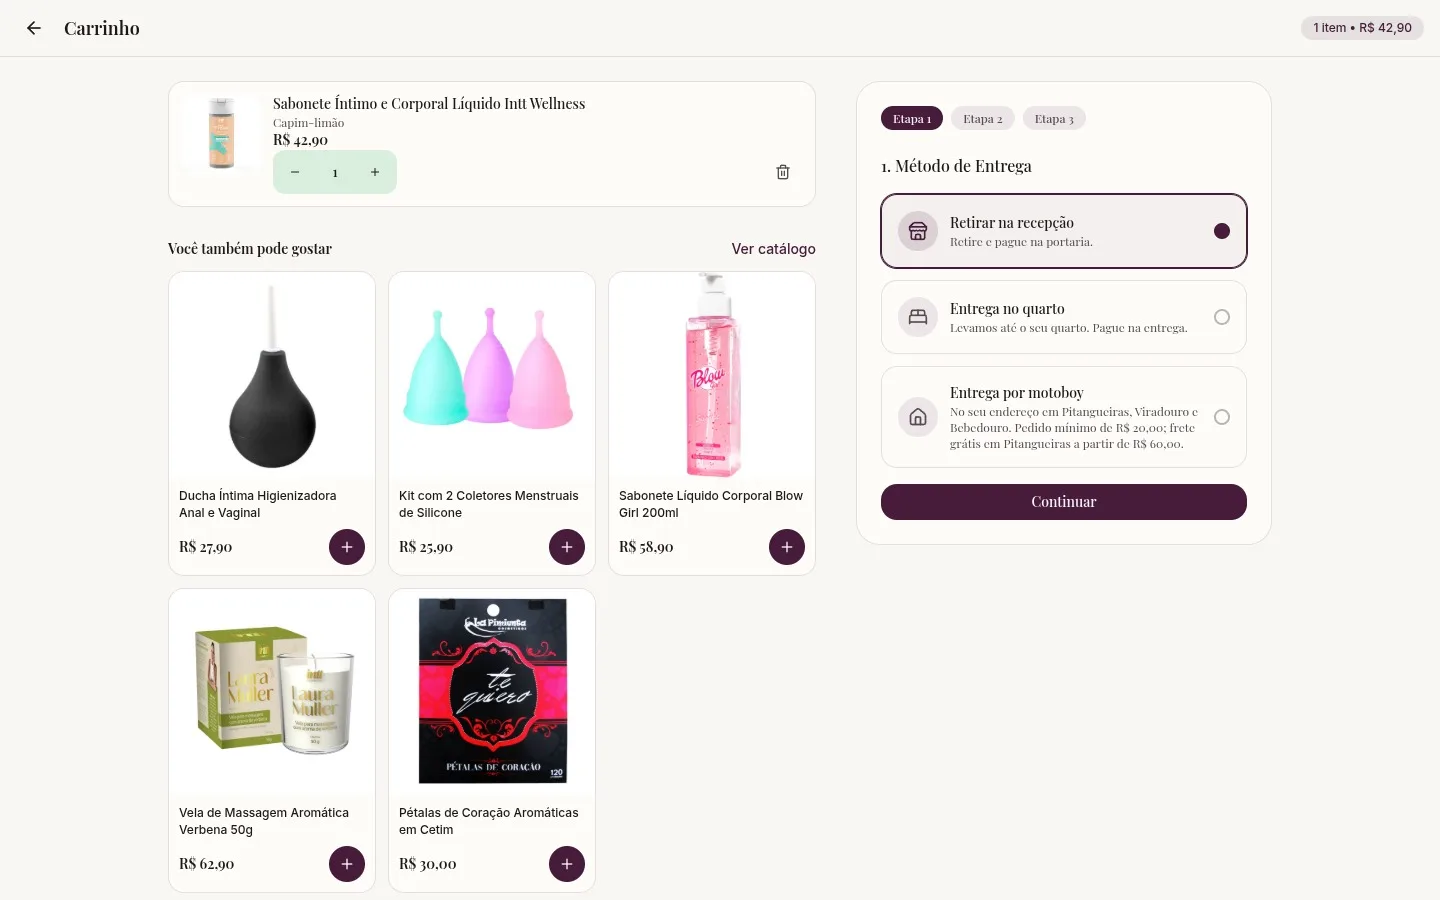 Carrinho
1 item • R$ 42,90
Sabonete Íntimo e Corporal Líquido Intt Wellness
Capim-limão
R$ 42,90
1
Você também pode gostar
Ver catálogo
Blow
Ducha Íntima Higienizadora
Anal e Vaginal
R$ 27,90
Kit com 2 Coletores Menstruais
de Silicone
R$ 25,90
Sabonete Líquido Corporal Blow
Girl 200ml
R$ 58,90
Laura
Muller
intt
Laura
Muller
La Pimienta
te
quiero
PÉTALAS DE CORAÇÃO
120
Vela de Massagem Aromática
Verbena 50g
R$ 62,90
Pétalas de Coração Aromáticas
em Cetim
R$ 30,00
Etapa 1
Etapa 2
Etapa 3
1. Método de Entrega
Retirar na recepção
Retire e pague na portaria.
Entrega no quarto
Levamos até o seu quarto. Pague na entrega.
Entrega por motoboy
No seu endereço em Pitangueiras, Viradouro e
Bebedouro. Pedido mínimo de R$ 20,00; frete
grátis em Pitangueiras a partir de R$ 60,00.
Continuar